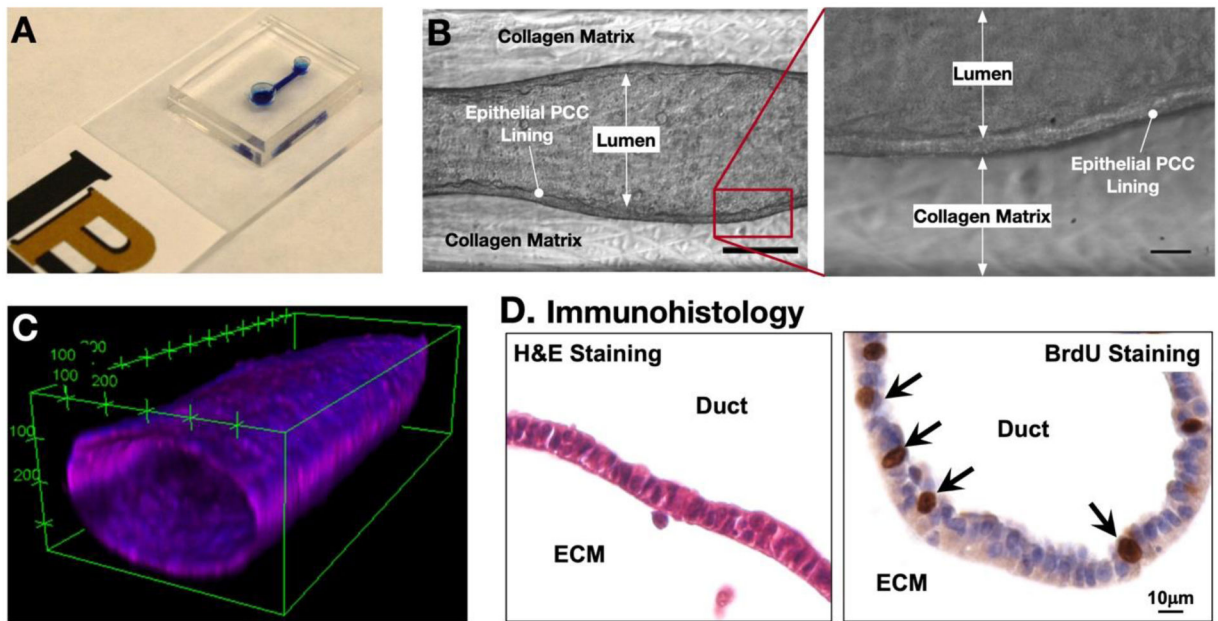 A
B
Collagen Matrix
Epithelial PCC
Lining
Lumen
Collagen Matrix
Lumen
Epithelial PCC
Lining
Collagen Matrix
C
100
200
100
100
200
100
200
D. Immunohistology
H&E Staining
Duct
ECM
BrdU Staining
Duct
ECM
10μm